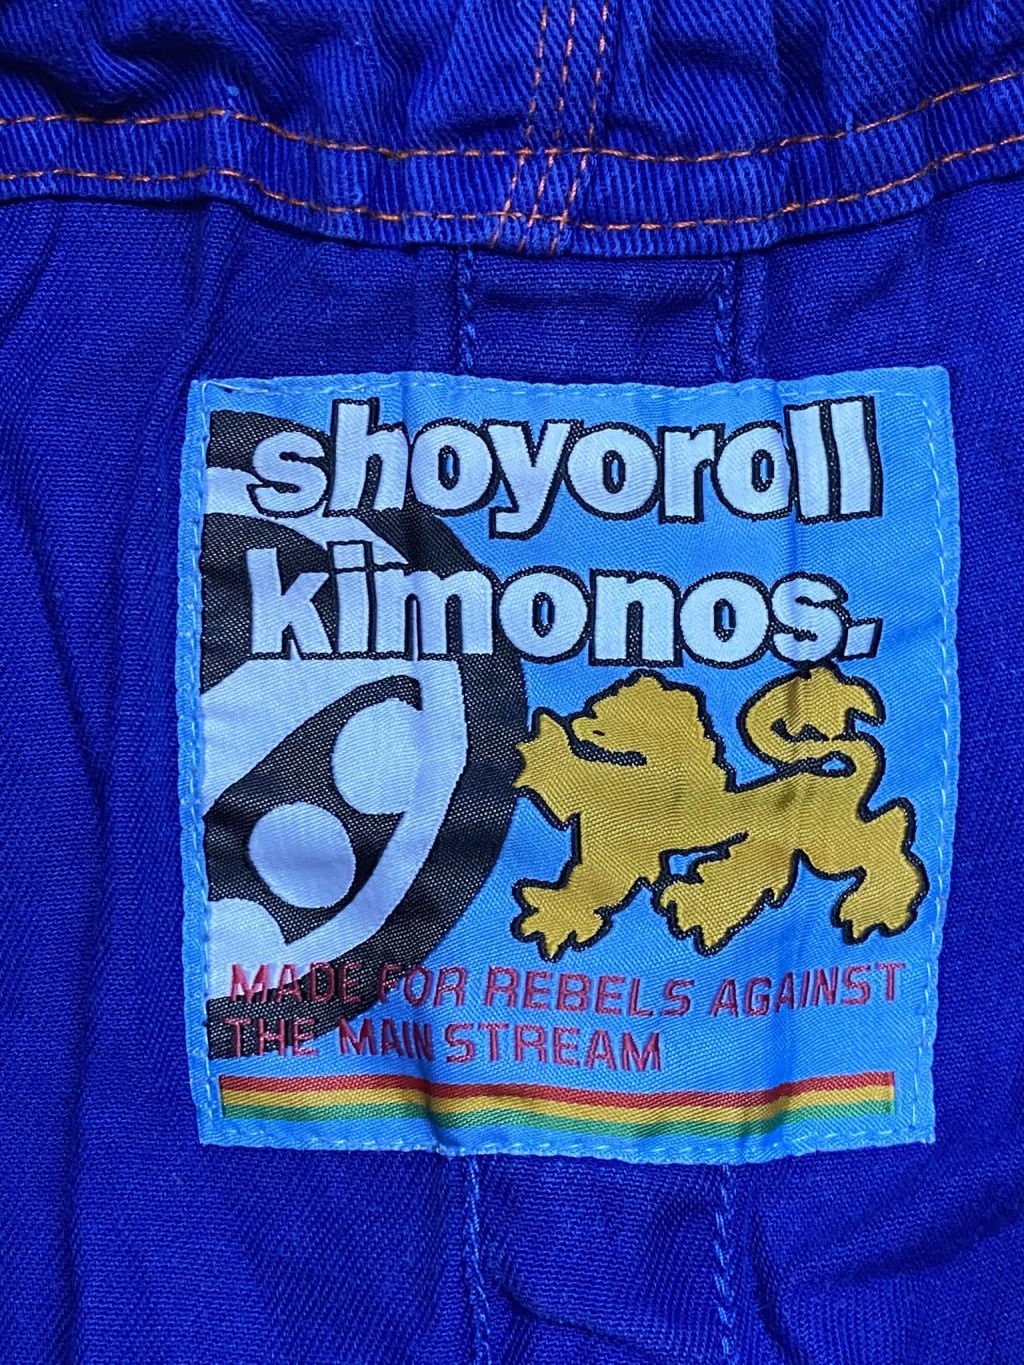 shoyoroll
kimonos.
MADE FOR REBELS AGAINST
THE MAIN STREAM